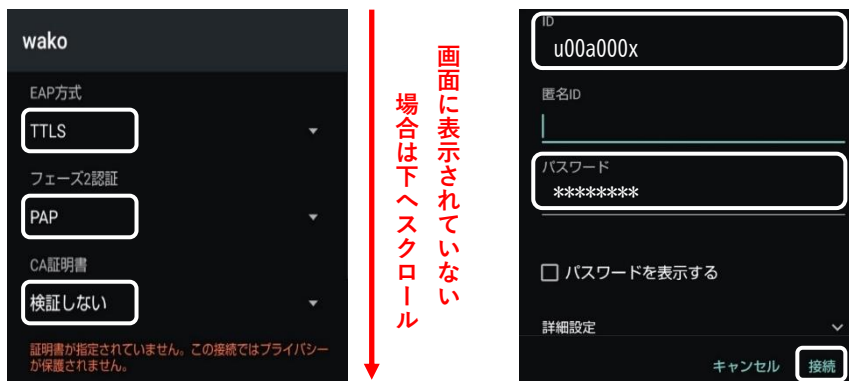 wako
EAP方式
TTLS
フェーズ2認証
PAP
CA証明書
検証しない
証明書が指定されていません。この接続ではプライバシー
が保護されません。
画面に表示されていない
場合は下へスクロール
ID
u00a000x
匿名ID
パスワード
********
パスワードを表示する
詳細設定
キャンセル 接続